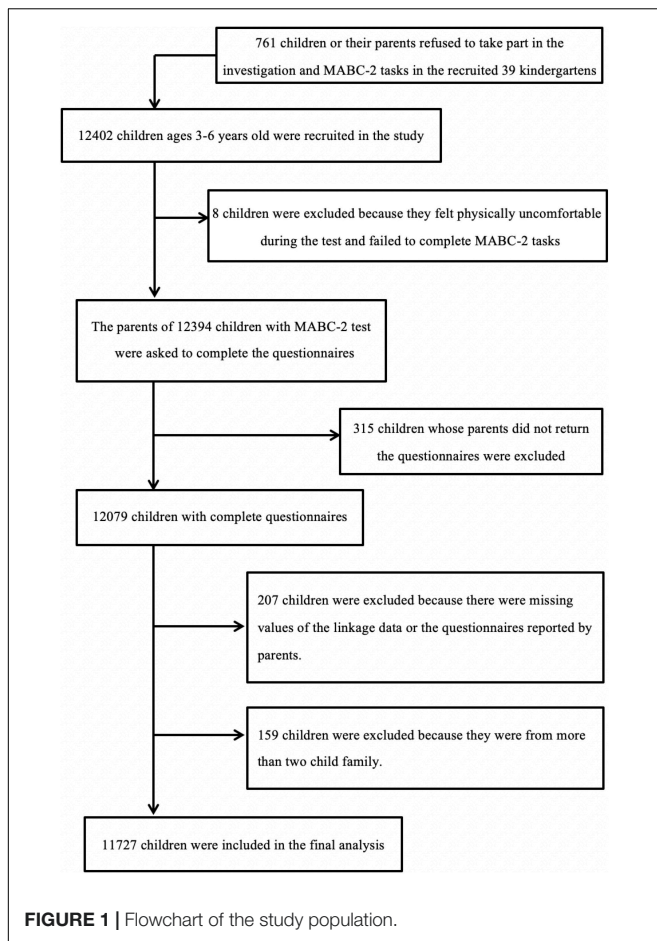 761 children or their parents refused to take part in the
investigation and MABC-2 tasks in the recruited 39 kindergartens
12402 children ages 3-6 years old were recruited in the study
8 children were excluded because they felt physically uncomfortable
during the test and failed to complete MABC-2 tasks
The parents of 12394 children with MABC-2 test
were asked to complete the questionnaires
315 children whose parents did not return
the questionnaires were excluded
12079 children with complete questionnaires
207 children were excluded because there were missing
values of the linkage data or the questionnaires reported by
parents.
159 children were excluded because they were from more
than two child family.
11727 children were included in the final analysis
FIGURE 1 | Flowchart of the study population.